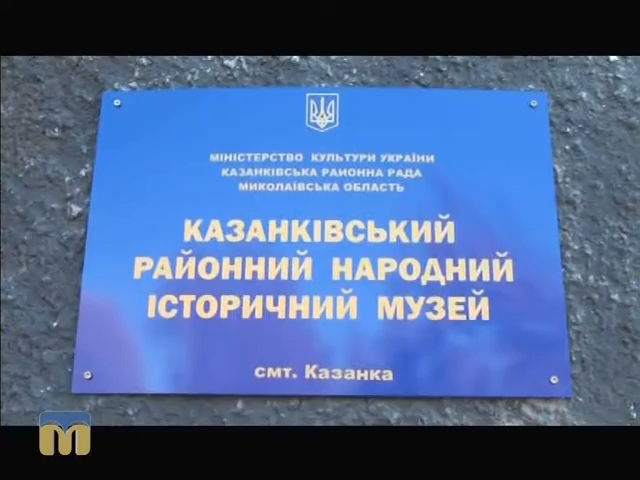 МІНІСТЕРСТВО КУЛЬТУРИ УКРАЇНИ
КАЗАНКІВСЬКА РАЙОННА РАДА
МИКОЛАЇВСЬКА ОБЛАСТЬ
КАЗАНКІВСЬКИЙ
РАЙОННИЙ НАРОДНИЙ
ІСТОРИЧНИЙ МУЗЕЙ
смт. Казанка
М